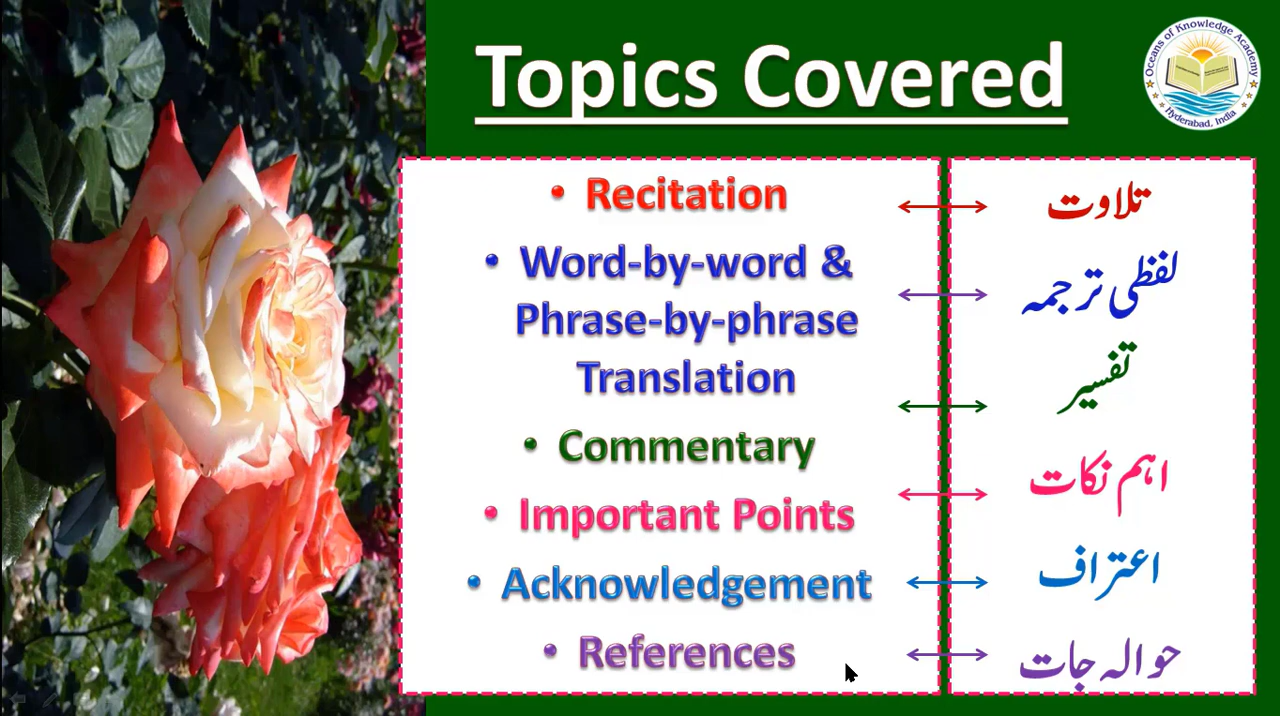 Topics Covered
Oceans of Knowledge Academy
Hyderabad, India
• Recitation
تلاوت
• Word-by-word &
Phrase-by-phrase
Translation
لفظی ترجمہ
• Commentary
تفسیر
• Important Points
اہم نکات
• Acknowledgement
اعتراف
• References
حوالہ جات